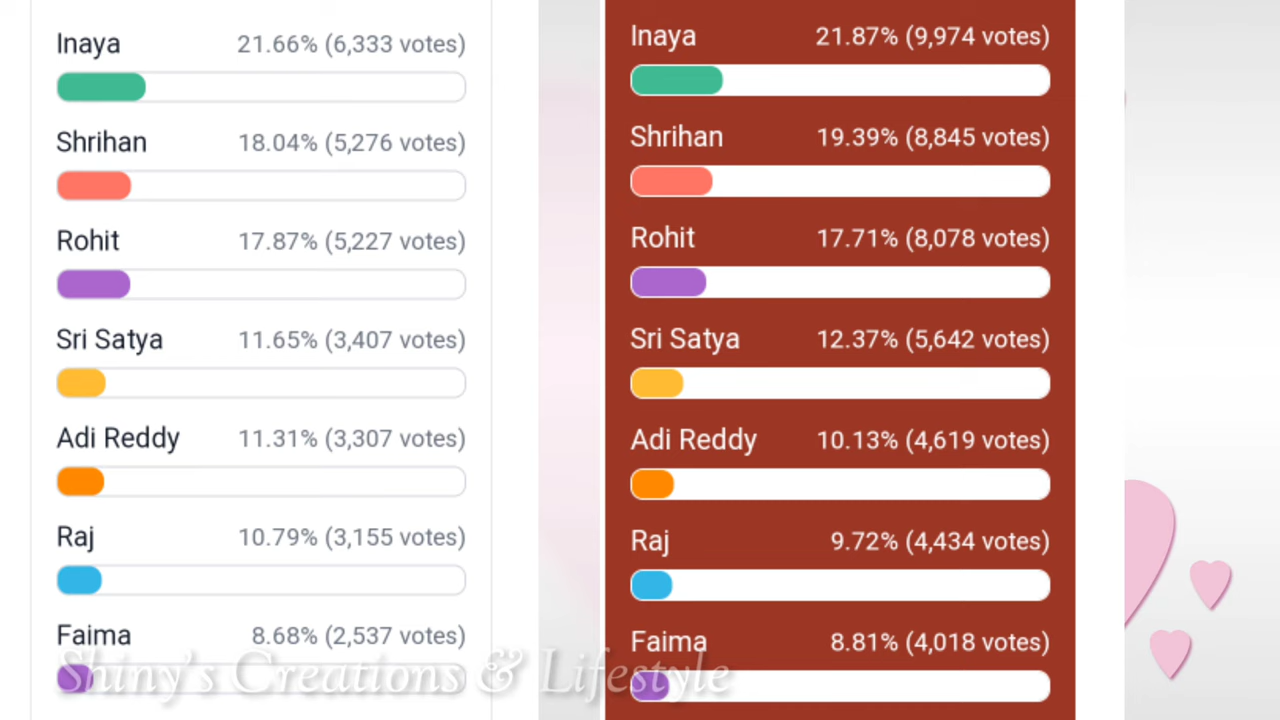 Inaya 21.66% (6,333 votes)
Shrihan 18.04% (5,276 votes)
Rohit 17.87% (5,227 votes)
Sri Satya 11.65% (3,407 votes)
Adi Reddy 11.31% (3,307 votes)
Raj 10.79% (3,155 votes)
Faima 8.68% (2,537 votes)
Inaya 21.87% (9,974 votes)
Shrihan 19.39% (8,845 votes)
Rohit 17.71% (8,078 votes)
Sri Satya 12.37% (5,642 votes)
Adi Reddy 10.13% (4,619 votes)
Raj 9.72% (4,434 votes)
Faima 8.81% (4,018 votes)
Shiny's Creations & Lifestyle